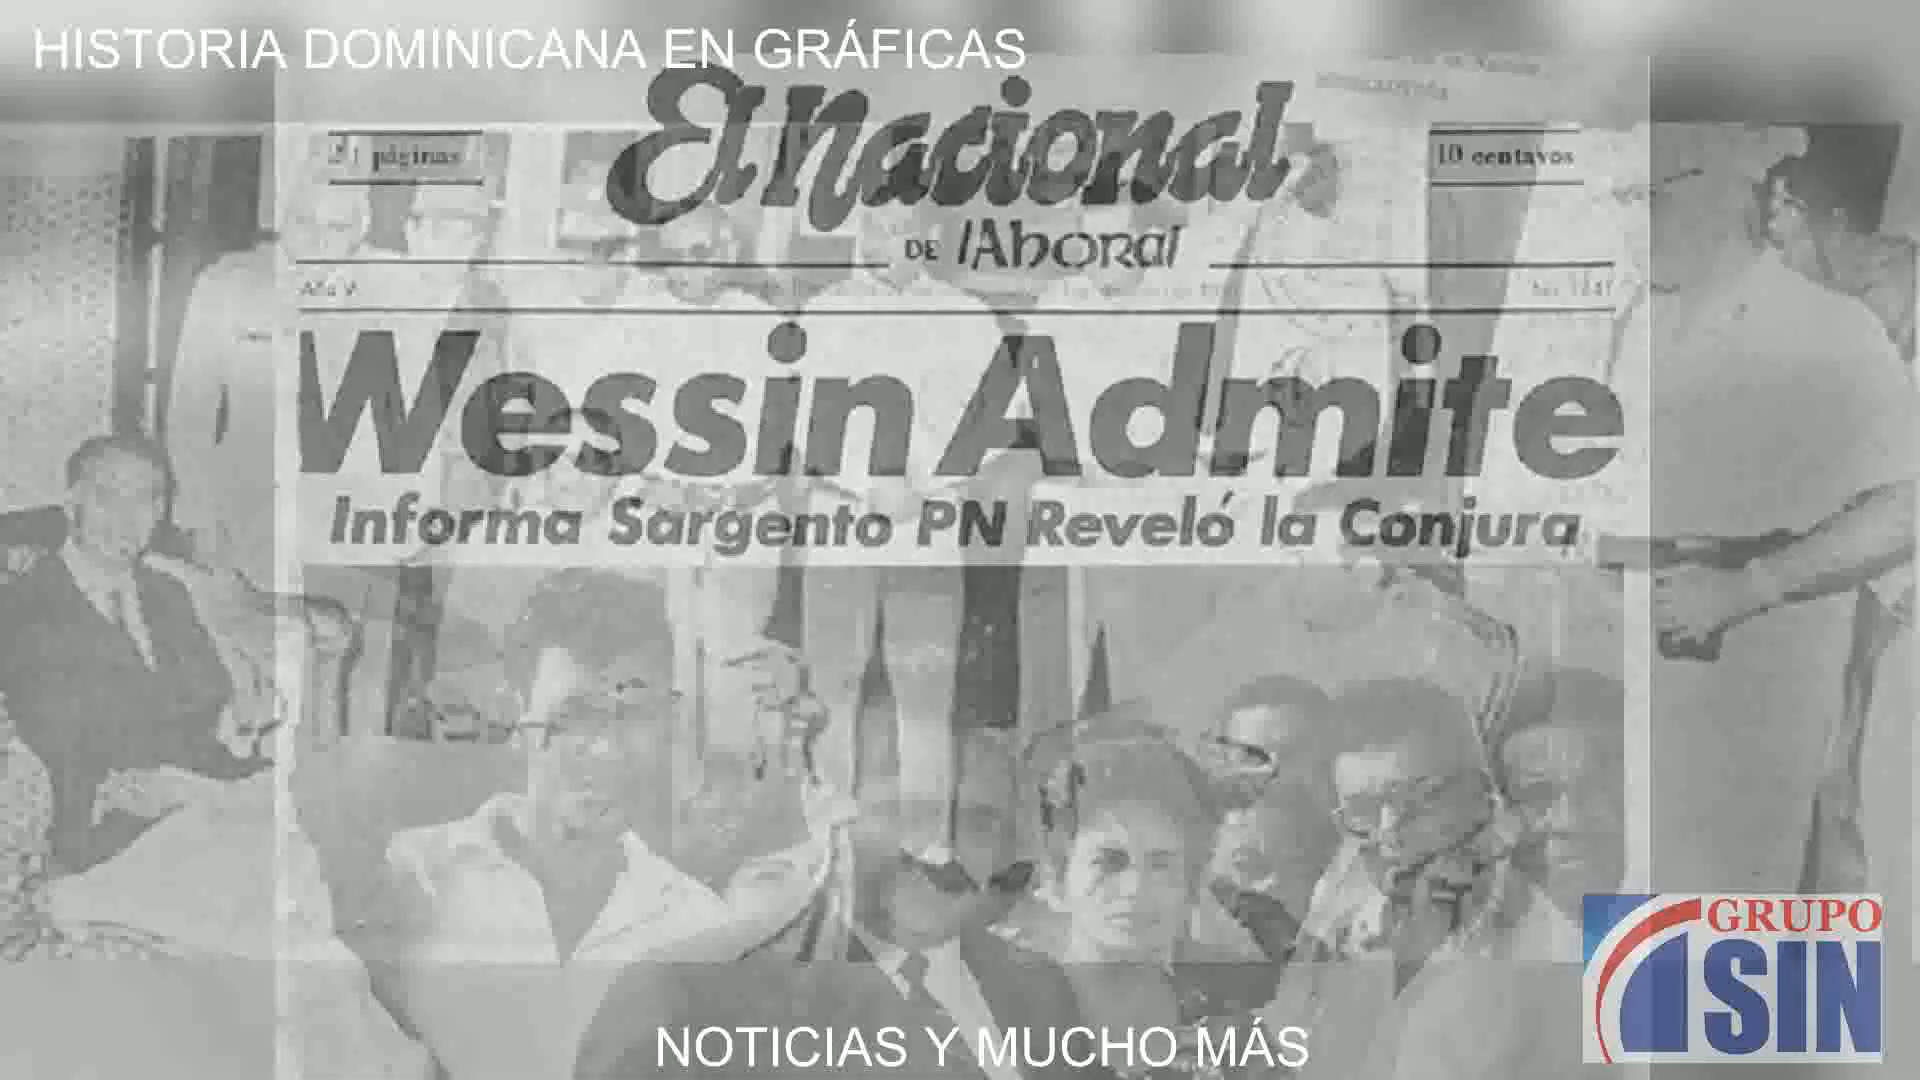 HISTORIA DOMINICANA EN GRÁFICAS
El Nacional
páginas
10 centavos
DE ¡Ahora!
Año V
Wessin Admite
Informa Sargento PN Reveló la Conjura
GRUPO
SIN
NOTICIAS Y MUCHO MÁS